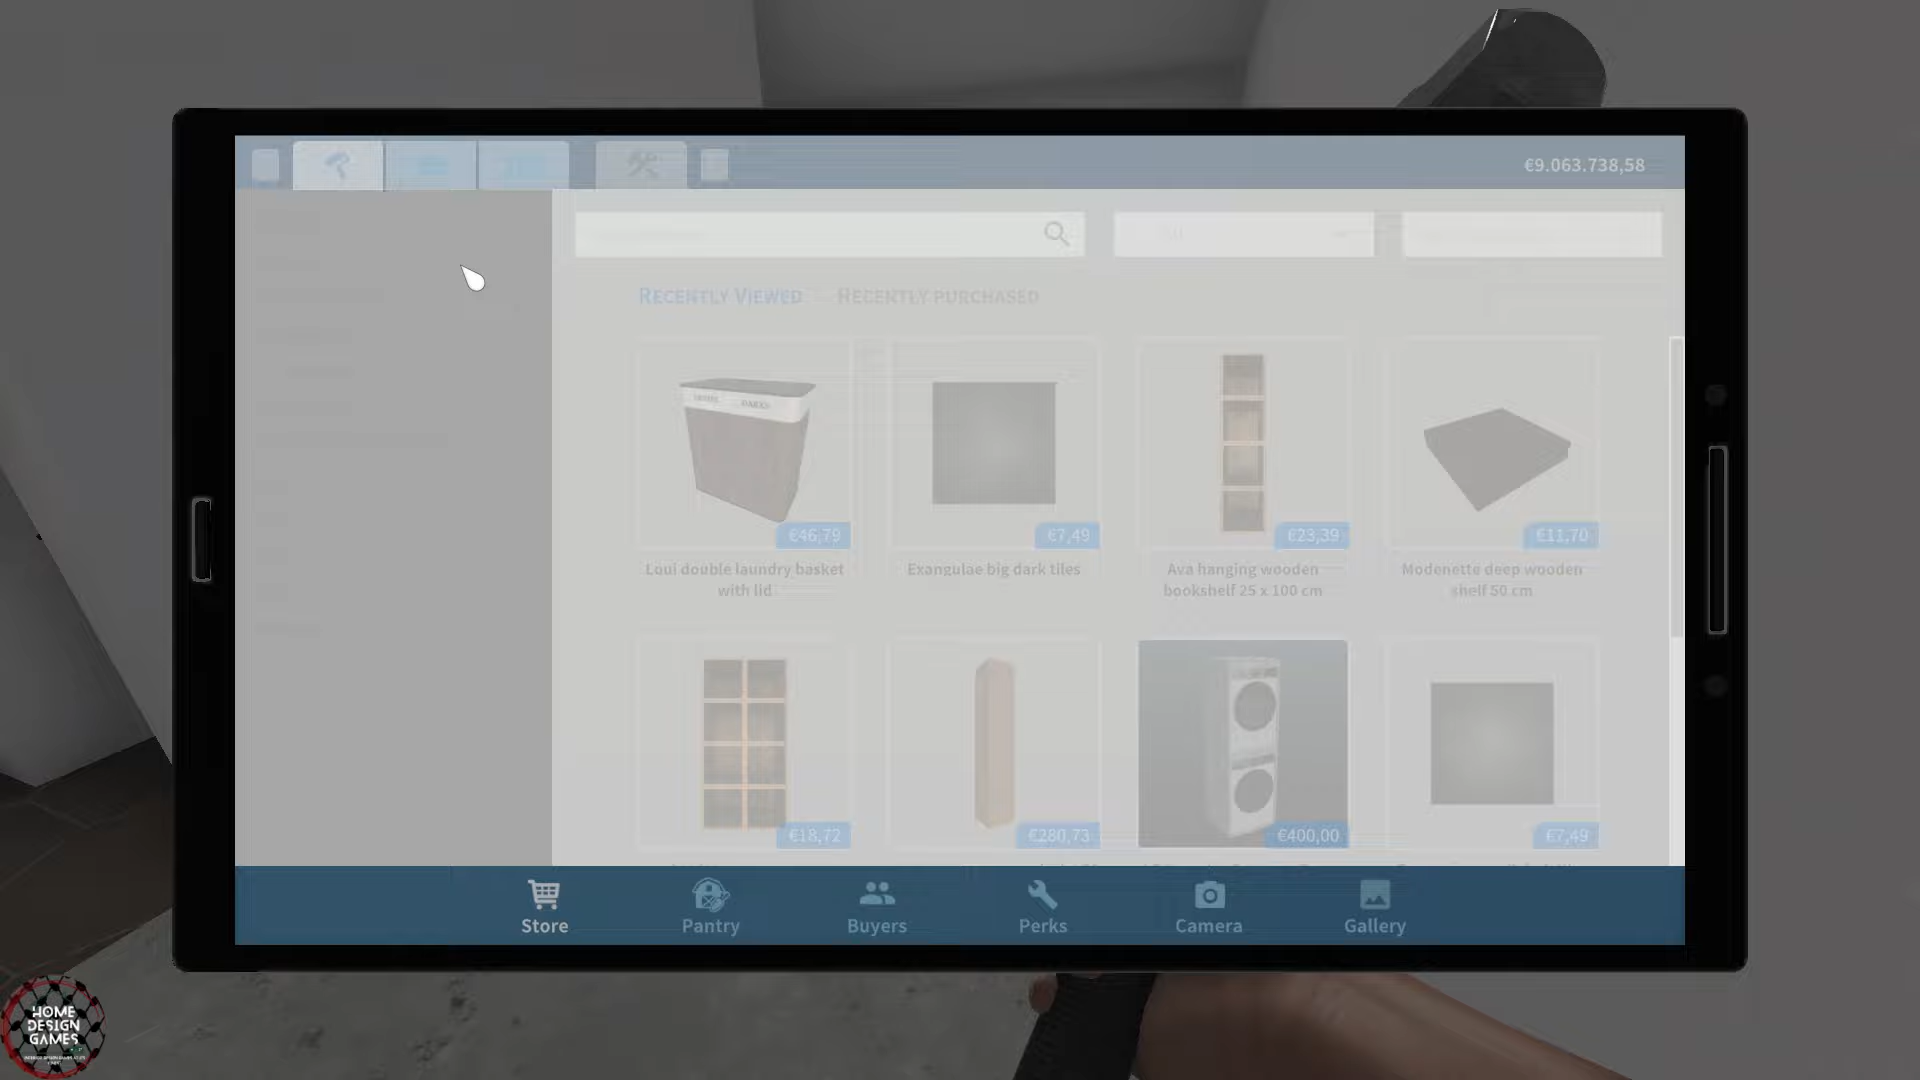 €9.063.738,58
RECENTLY VIEWED
RECENTLY PURCHASED
€46,79
€7,49
€23,39
€11,70
Loui double laundry basket
with lid
Exangulae big dark tiles
Ava hanging wooden
bookshelf 25 x 100 cm
Modenette deep wooden
shelf 50 cm
€18,72
€280,73
€400,00
€7,49
Store
Pantry
Buyers
Perks
Camera
Gallery
HOME
DESIGN
GAMES